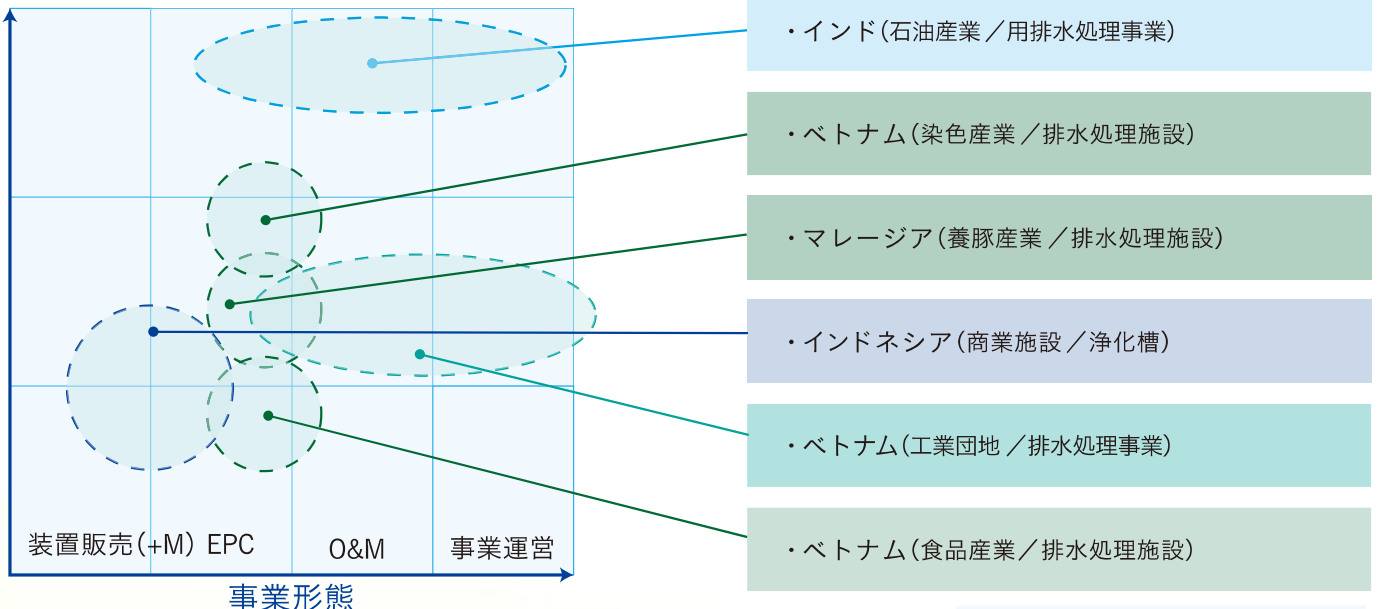 ・インド(石油産業／用排水処理事業)
・ベトナム(染色産業／排水処理施設)
・マレージア(養豚産業／排水処理施設)
・インドネシア(商業施設／浄化槽)
・ベトナム(工業団地／排水処理事業)
・ベトナム(食品産業／排水処理施設)
装置販売(+M) EPC O&M 事業運営
事業形態